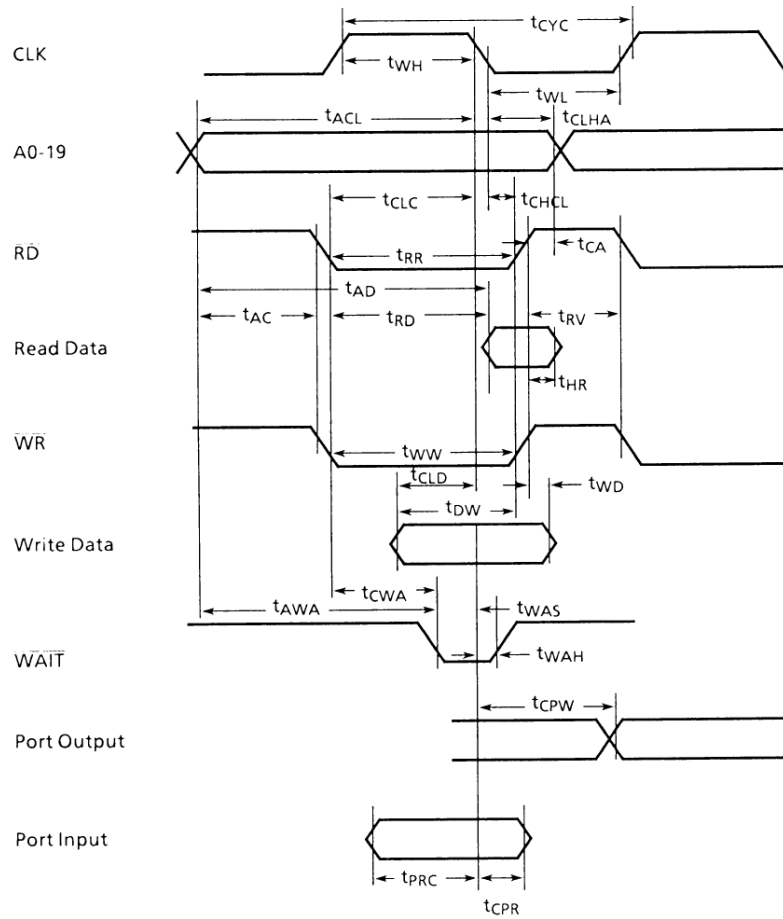 tCYC
CLK
tWH
tWL
tACL
tCLHA
A0-19
tCLC
tCHCL
RD
tRR
tCA
tAD
tAC
tRD
tRV
Read Data
tHR
WR
tWW
tCLD
tWD
tDW
Write Data
tCWA
tAWA
tWAS
WAIT
tWAH
tCPW
Port Output
Port Input
tPRC
tCPR